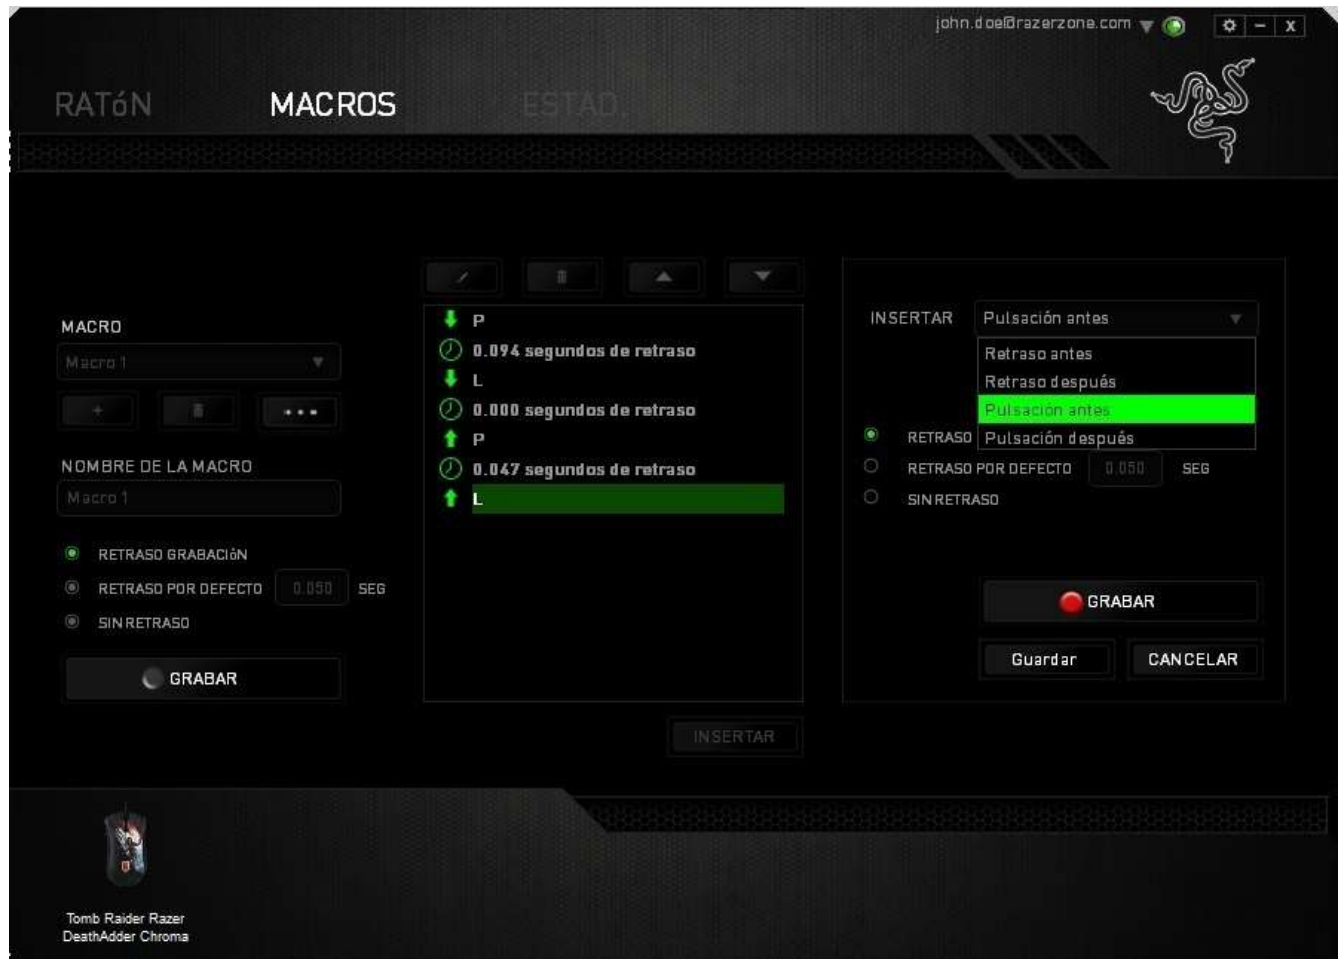 john.doe@razerzone.com
X
RATóN
MACROS
ESTAD.
MACRO
Macro 1
NOMBRE DE LA MACRO
Macro 1
RETRASO GRABACIóN
RETRASO POR DEFECTO 0.050 SEG
SIN RETRASO
GRABAR
P
0.094 segundos de retraso
L
0.000 segundos de retraso
P
0.047 segundos de retraso
L
INSERTAR
INSERTAR Pulsación antes
Retraso antes
Retraso después
Pulsación antes
Pulsación después
RETRASO
RETRASO POR DEFECTO 0.050 SEG
SIN RETRASO
GRABAR
Guardar
CANCELAR
Tomb Raider Razer
DeathAdder Chroma